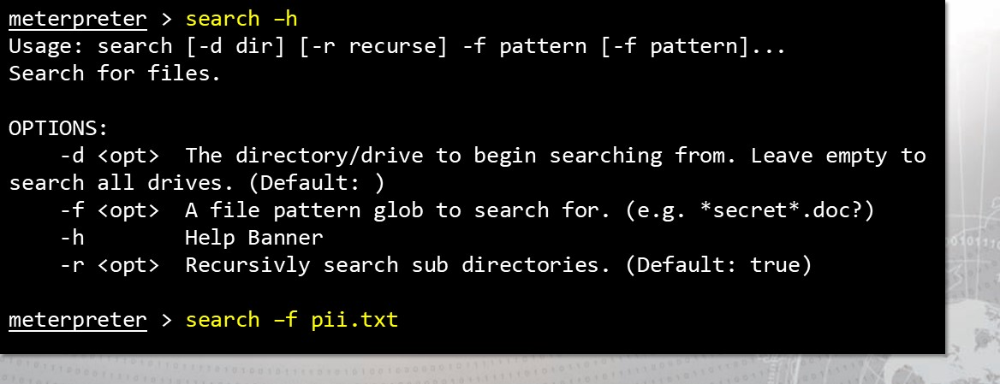 meterpreter > search –h
Usage: search [-d dir] [-r recurse] -f pattern [-f pattern]...
Search for files.
OPTIONS:
-d <opt>  The directory/drive to begin searching from. Leave empty to
search all drives. (Default: )
-f <opt>  A file pattern glob to search for. (e.g. *secret*.doc?)
-h        Help Banner
-r <opt>  Recursivly search sub directories. (Default: true)
meterpreter > search –f pii.txt